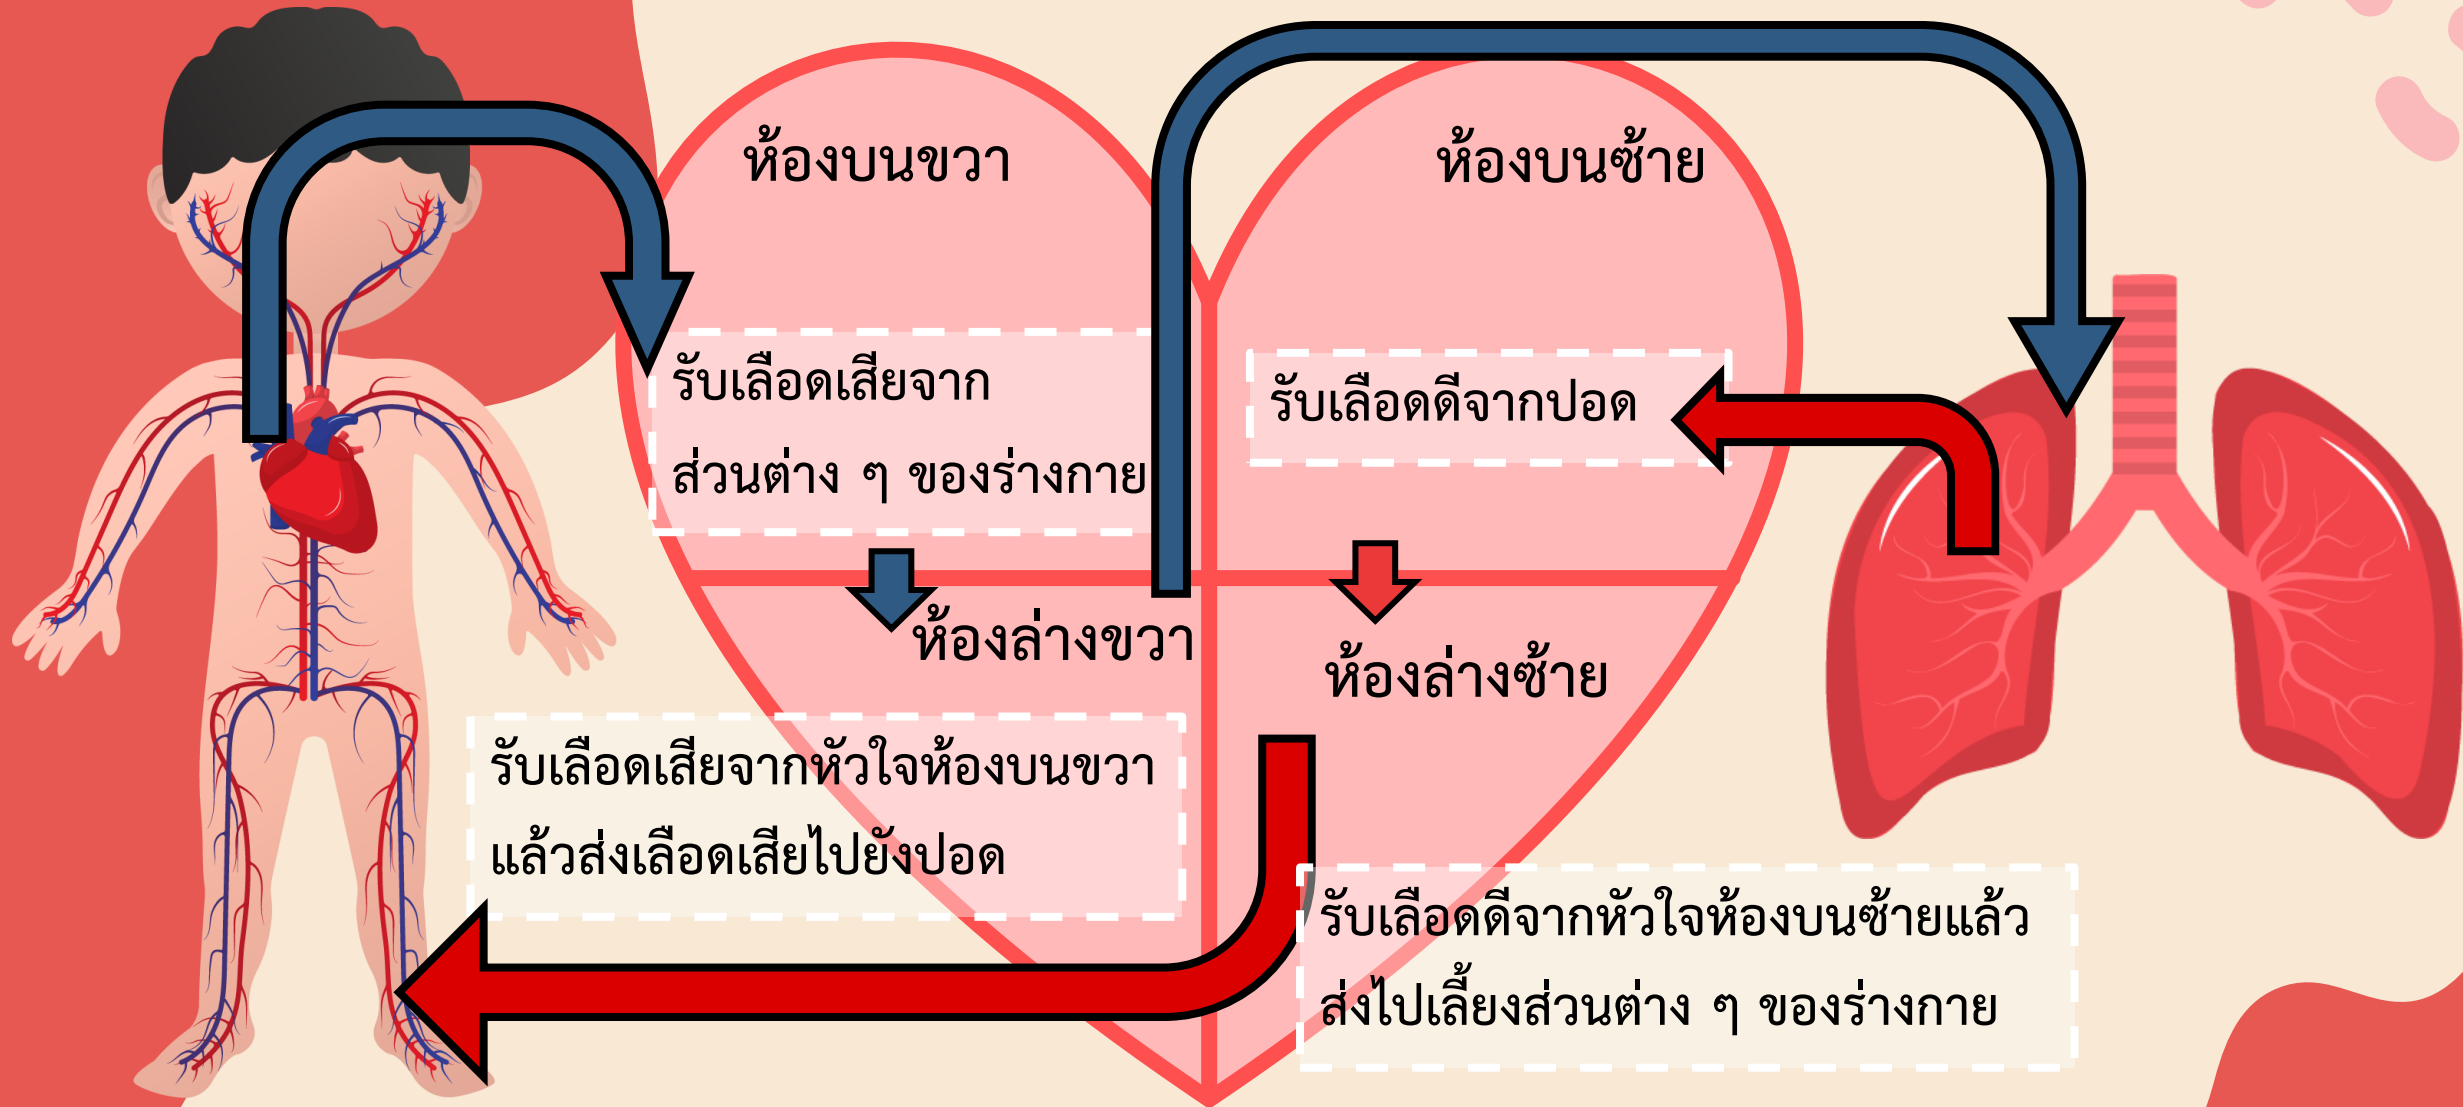 ห้องบนขวา
ห้องบนซ้าย
รับเลือดเสียจาก
ส่วนต่าง ๆ ของร่างกาย
รับเลือดดีจากปอด
ห้องล่างขวา
ห้องล่างซ้าย
รับเลือดเสียจากหัวใจห้องบนขวา
แล้วส่งเลือดเสียไปยังปอด
รับเลือดดีจากหัวใจห้องบนซ้ายแล้ว
ส่งไปเลี้ยงส่วนต่าง ๆ ของร่างกาย